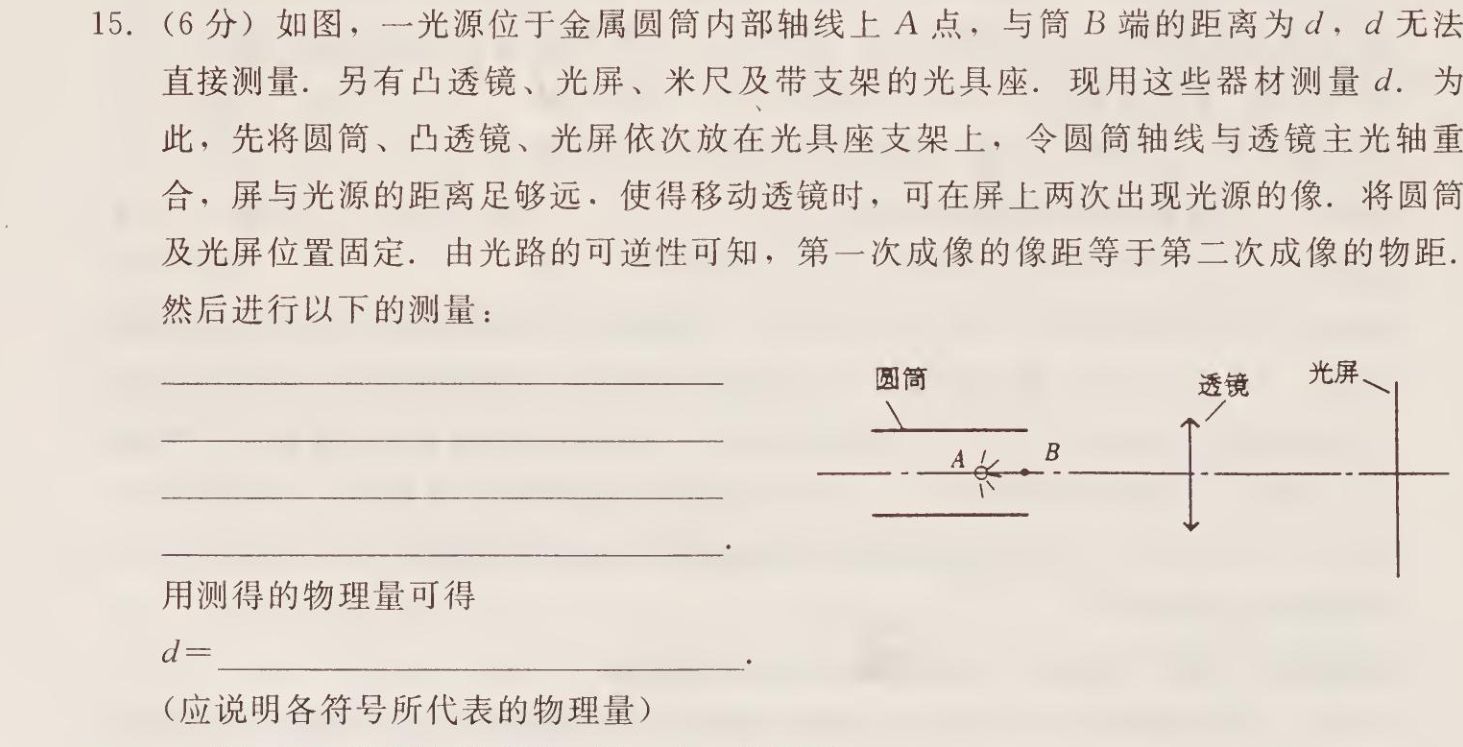 15. (6 分) 如图，一光源位于金属圆筒内部轴线上 A 点，与筒 B 端的距离为 d，d 无法
直接测量．另有凸透镜、光屏、米尺及带支架的光具座．现用这些器材测量 d．为
此，先将圆筒、凸透镜、光屏依次放在光具座支架上，令圆筒轴线与透镜主光轴重
合，屏与光源的距离足够远．使得移动透镜时，可在屏上两次出现光源的像．将圆筒
及光屏位置固定．由光路的可逆性可知，第一次成像的像距等于第二次成像的物距．
然后进行以下的测量：
圆筒
透镜
光屏
A
B
用测得的物理量可得
d=
（应说明各符号所代表的物理量）